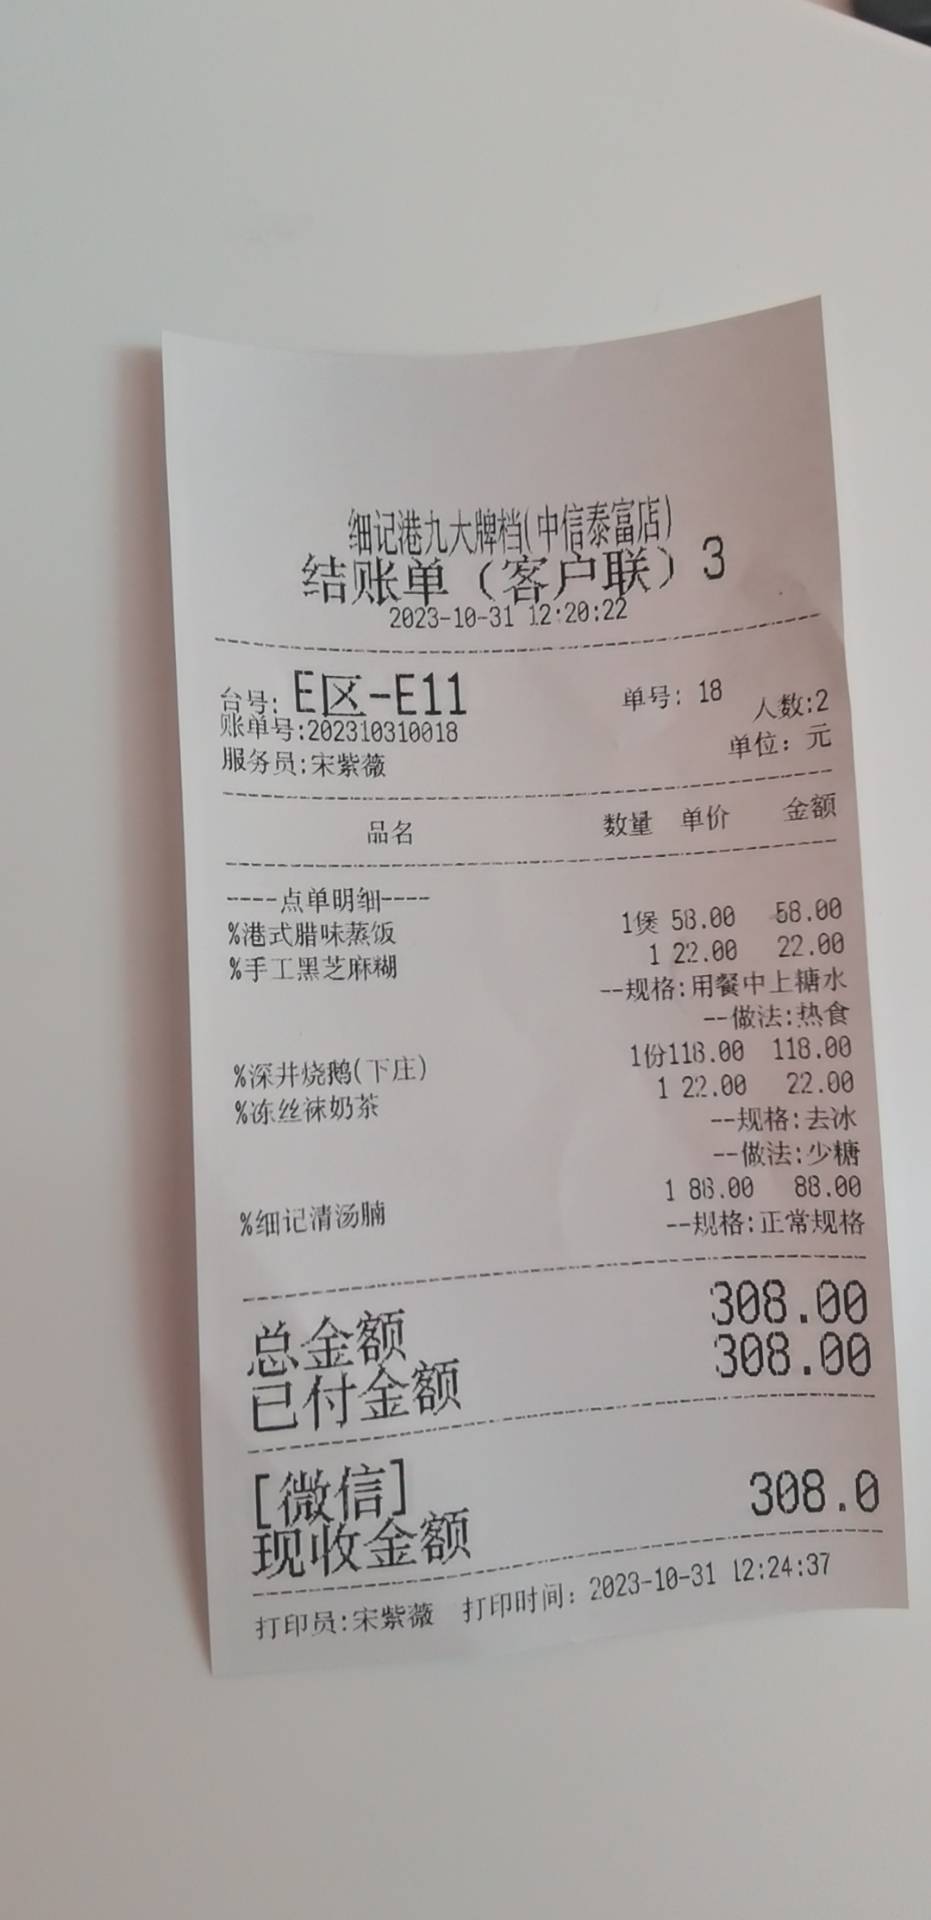 细记港九大牌档(中信泰富店)
结账单（客户联）3
2023-10-31 12:20:22
台号: E区-E11 单号: 18 人数:2
账单号:202310310018 单位: 元
服务员:宋紫薇
品名 数量 单价 金额
----点单明细----
%港式腊味蒸饭 1煲 58.00 58.00
%手工黑芝麻糊 1 22.00 22.00
--规格:用餐中上糖水
--做法:热食
%深井烧鹅(下庄) 1份118.00 118.00
%冻丝袜奶茶 1 22.00 22.00
--规格:去冰
--做法:少糖
%细记清汤腩 1 88.00 88.00
--规格:正常规格
总金额 308.00
已付金额 308.00
[微信]
现收金额 308.0
打印员:宋紫薇 打印时间: 2023-10-31 12:24:37